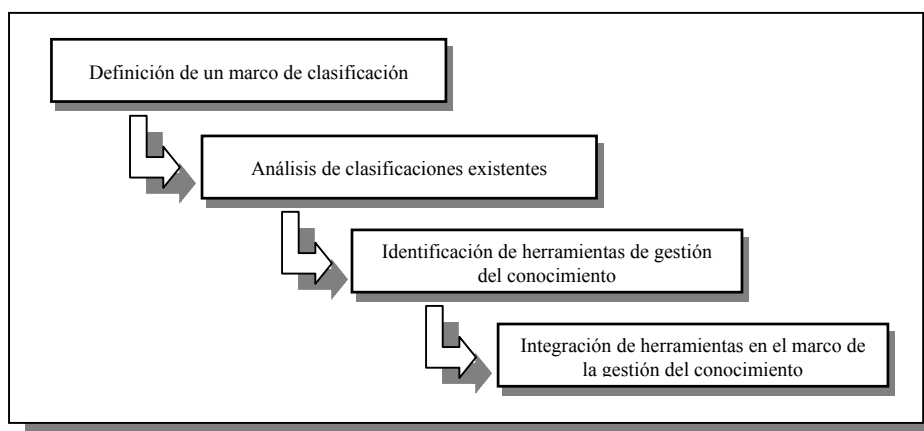 Definición de un marco de clasificación
Análisis de clasificaciones existentes
Identificación de herramientas de gestión
del conocimiento
Integración de herramientas en el marco de
la gestión del conocimiento